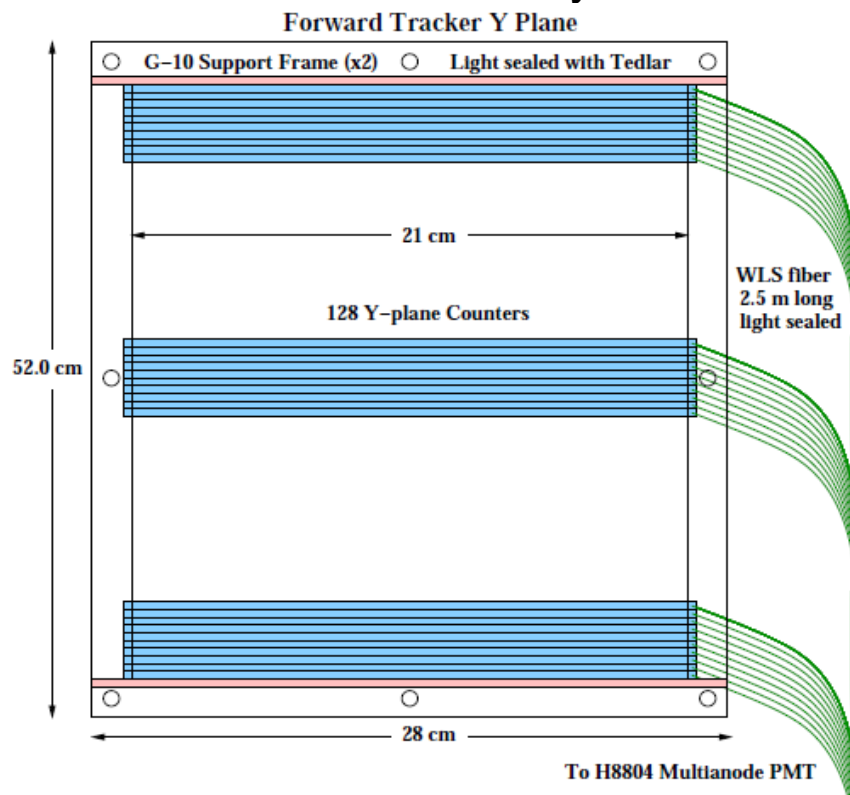 Forward Tracker Y Plane
G-10 Support Frame (x2)
Light sealed with Tedlar
21 cm
WLS fiber
2.5 m long
light sealed
128 Y-plane Counters
52.0 cm
28 cm
To H8804 Multianode PMT